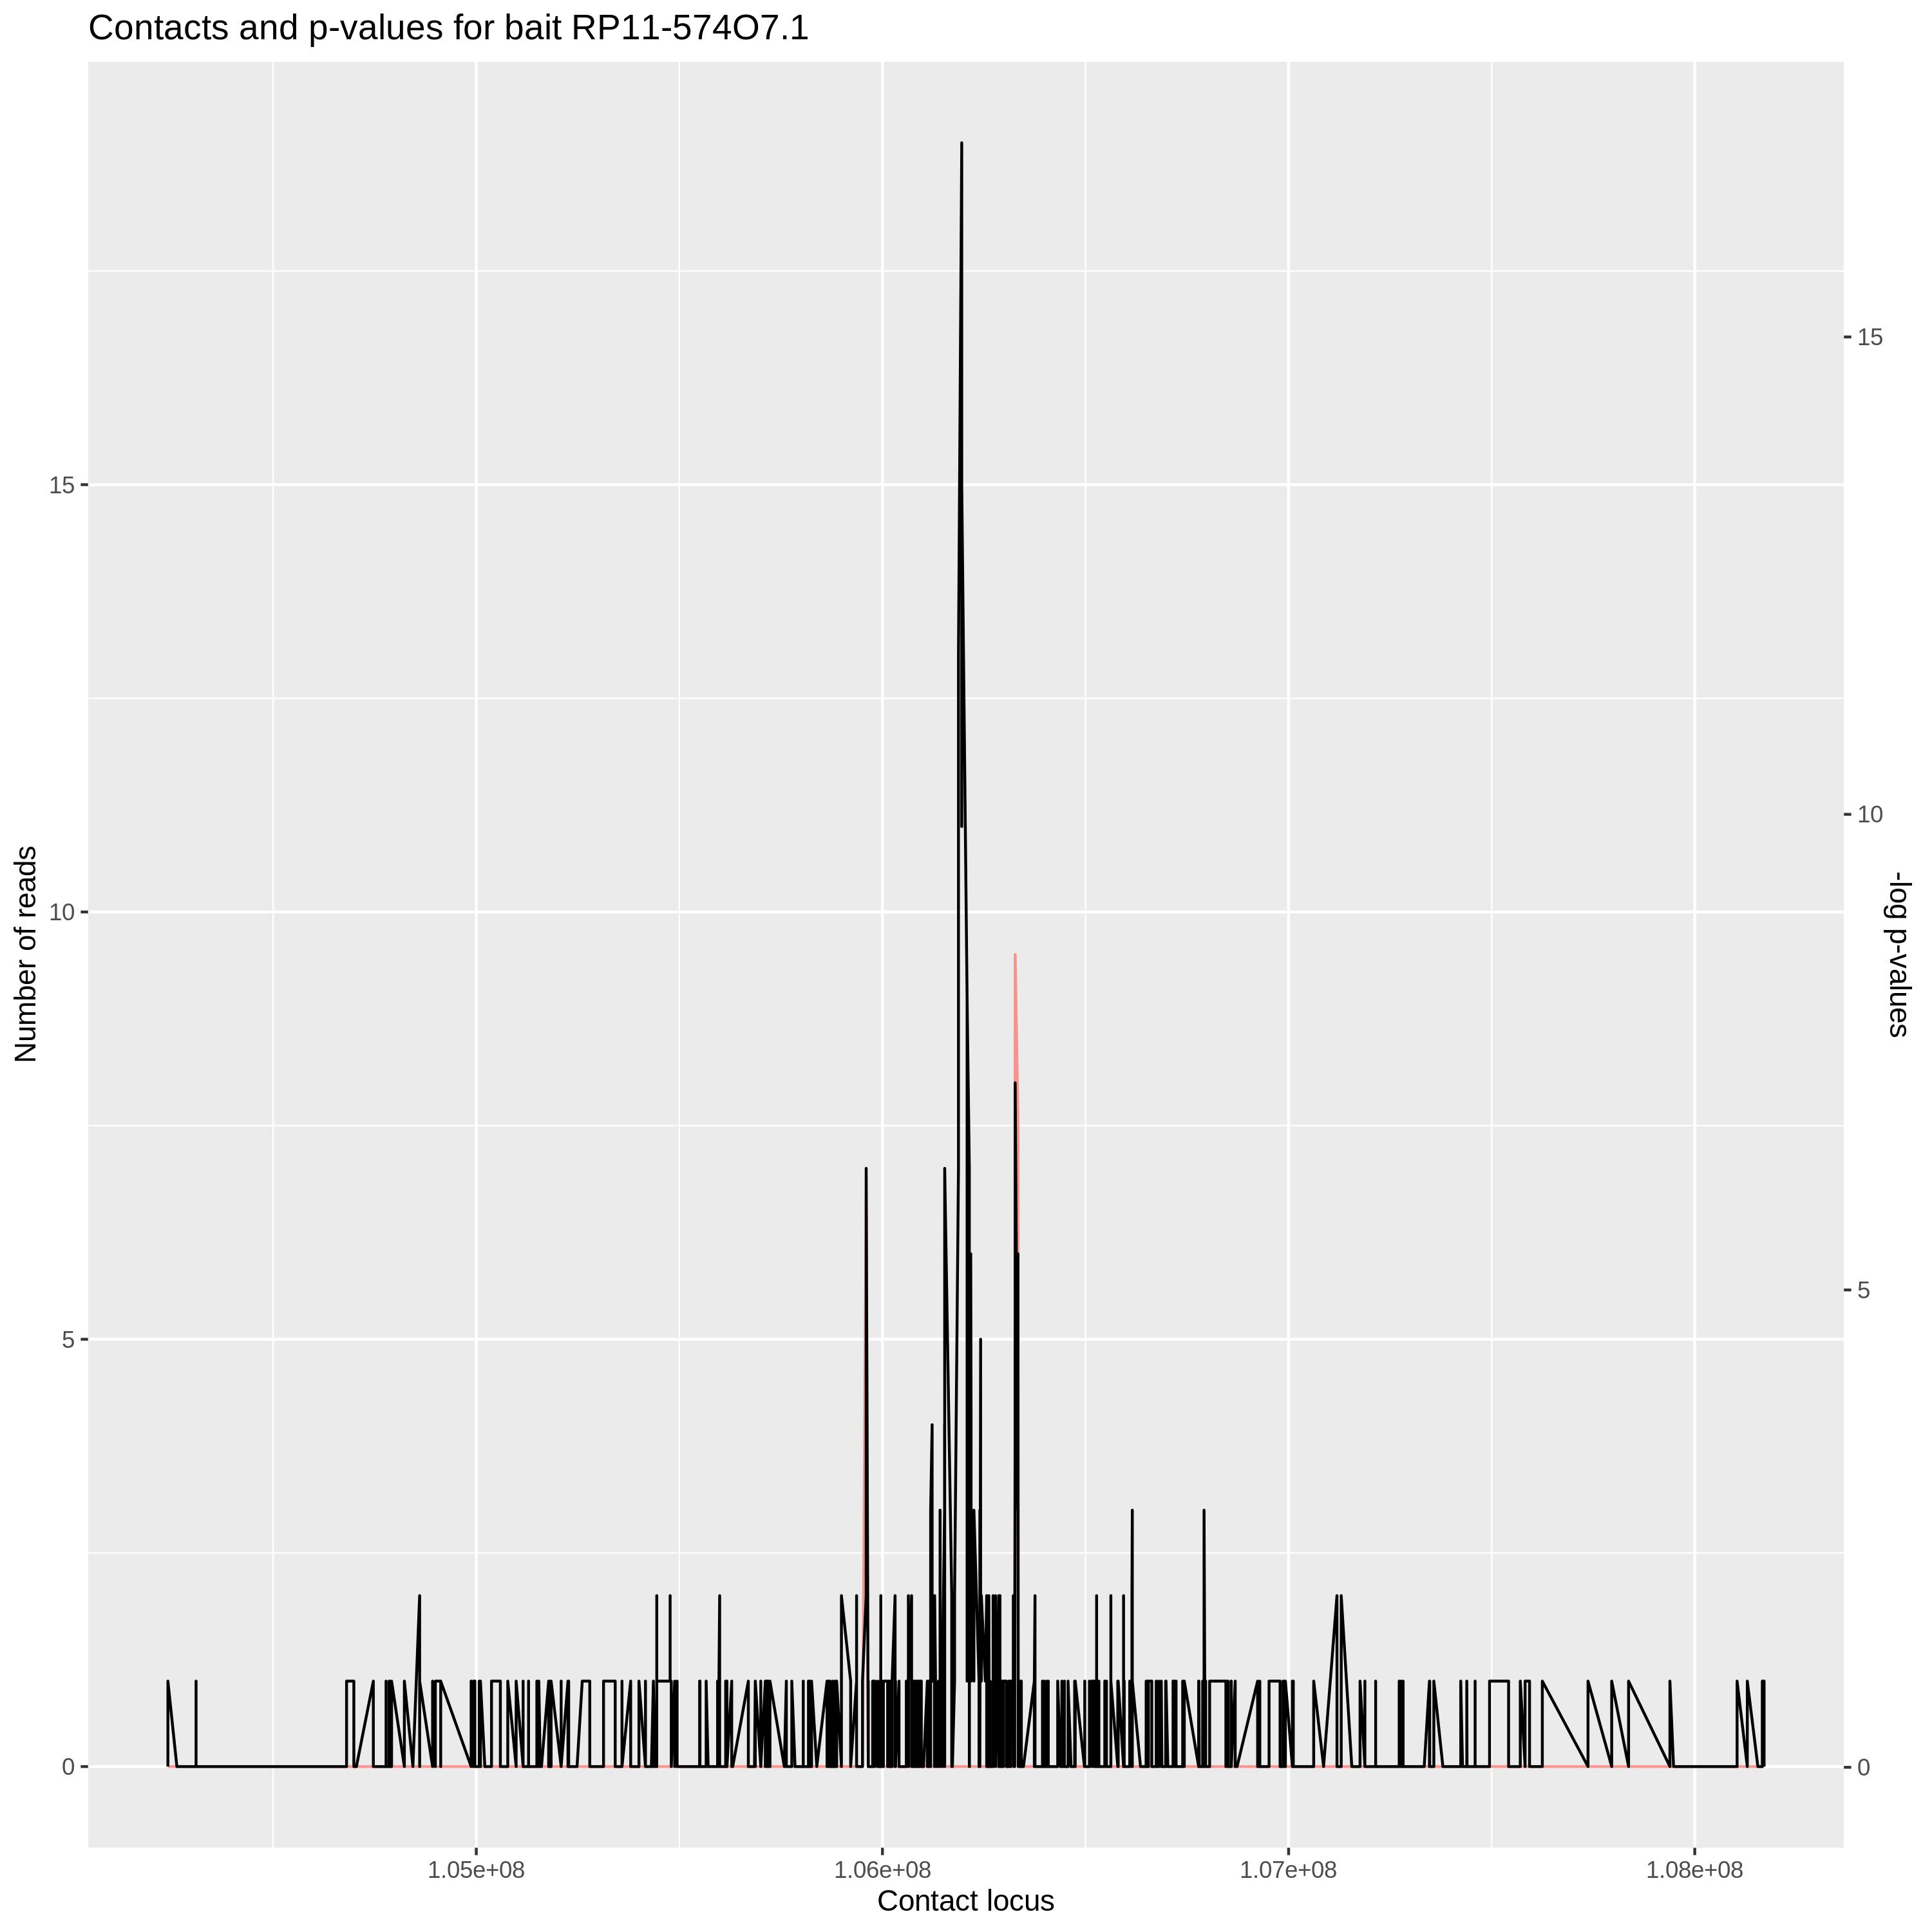 Contacts and p-values for bait RP11-574O7.1
Number of reads
15
10
5
0
15
10
5
0
-log p-values
1.05e+08 1.06e+08 1.07e+08 1.08e+08
Contact locus